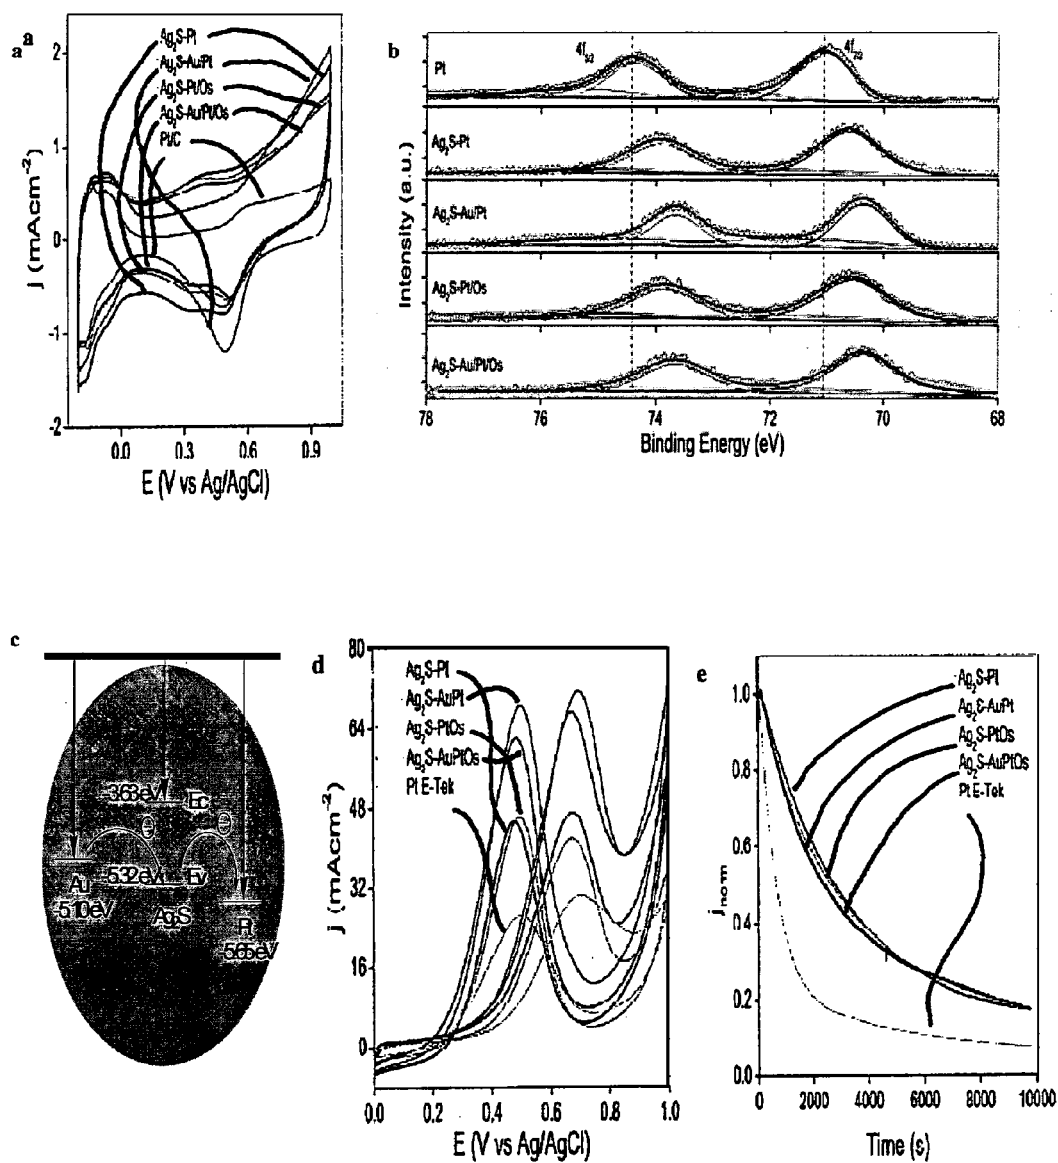 a a
Ag₂S-Pt
Ag₂S-Au/Pt
Ag₂S-Pt/Os
Ag₂S-Au/Pt/Os
Pt/C
2
1
0
-1
-2
j (mAcm⁻²)
0.0 0.3 0.6 0.9
E (V vs Ag/AgCl)
b
Pt
4f₅/₂
4f₇/₂
Ag₂S-Pt
Ag₂S-Au/Pt
Ag₂S-Pt/Os
Ag₂S-Au/Pt/Os
Intensity (a.u.)
78 76 74 72 70 68
Binding Energy (eV)
c
-3.63eV Ec
Au
-5.10eV
-5.32eV Ev
Ag₂S
Pt
-5.65eV
d
80
64
48
32
16
0
j (mAcm⁻²)
Ag₂S-Pt
Ag₂S-AuPt
Ag₂S-PtOs
Ag₂S-AuPtOs
Pt E-Tek
0.0 0.2 0.4 0.6 0.8 1.0
E (V vs Ag/AgCl)
e
1.0
0.8
0.6
0.4
0.2
0.0
jnorm
Ag₂S-Pt
Ag₂S-AuPt
Ag₂S-PtOs
Ag₂S-AuPtOs
Pt E-Tek
0 2000 4000 6000 8000 10000
Time (s)